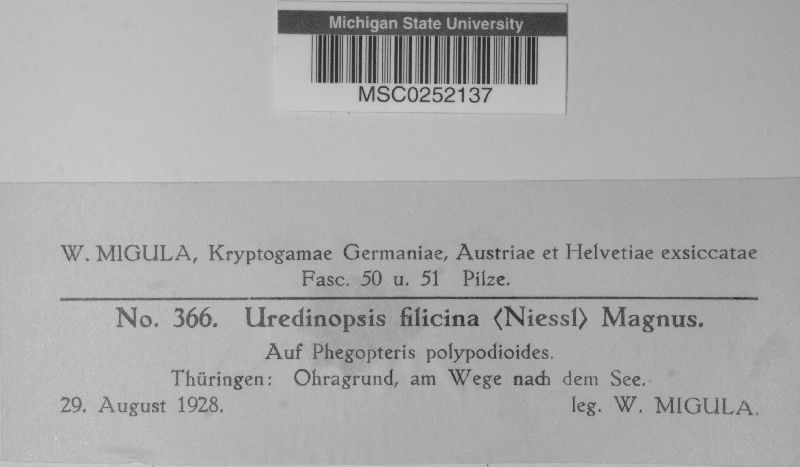 Michigan State University
MSC0252137
W. MIGULA, Kryptogamae Germaniae, Austriae et Helvetiae exsiccatae
Fasc. 50 u. 51 Pilze.
No. 366. Uredinopsis filicina ⟨Niessl⟩ Magnus.
Auf Phegopteris polypodioides.
Thüringen: Ohragrund, am Wege nach dem See.
29. August 1928. leg. W. MIGULA.